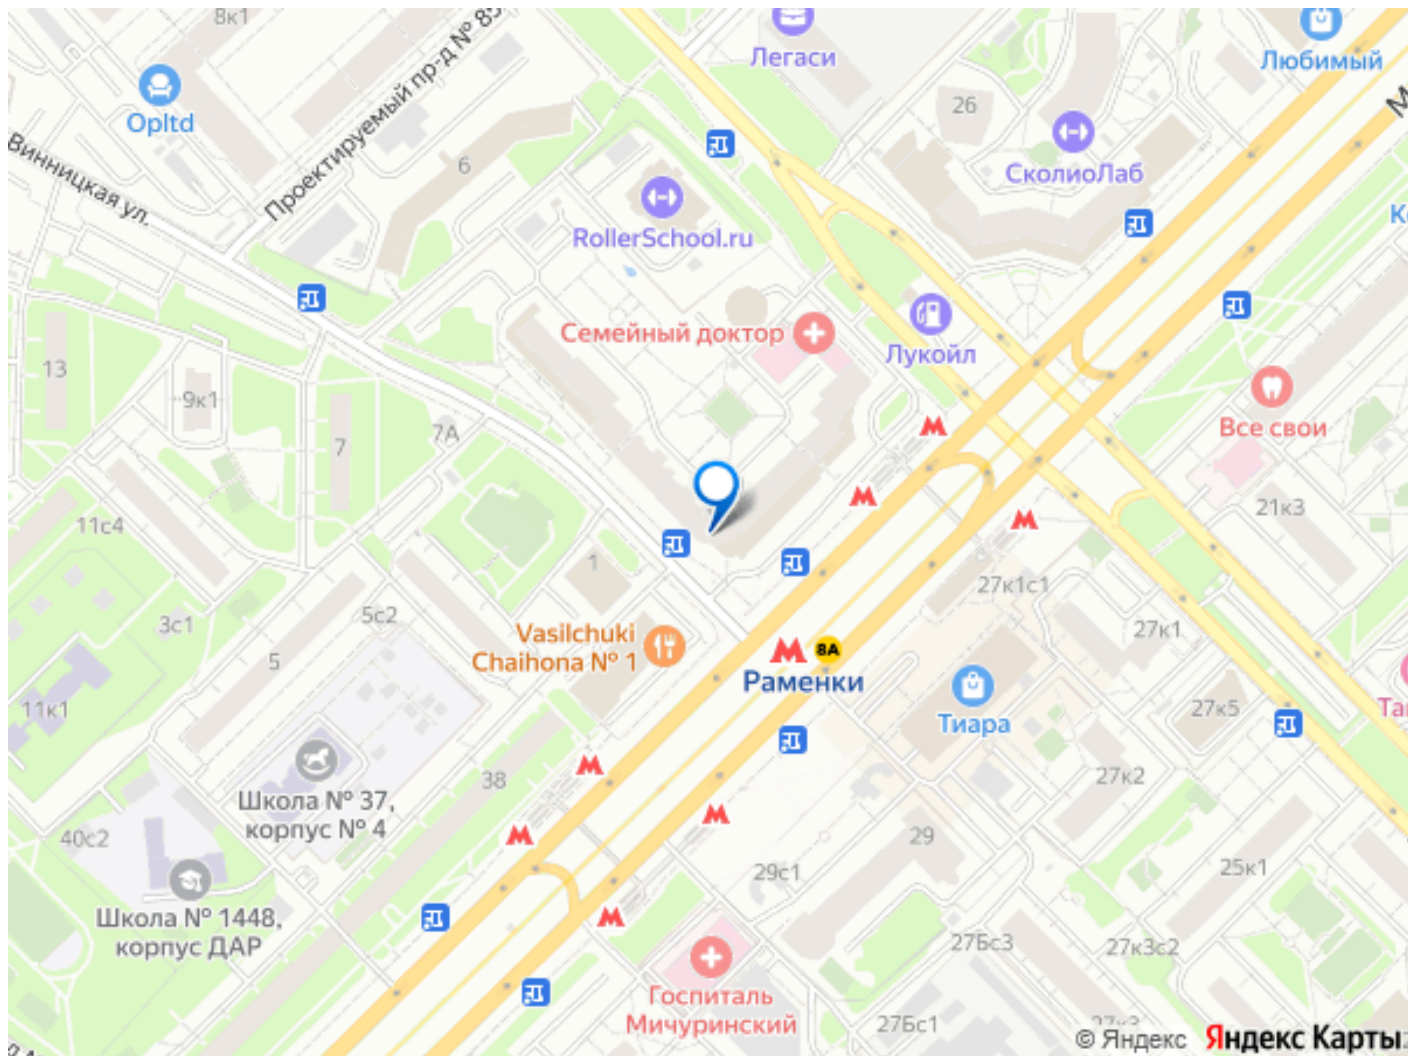 8к1
Проектируемый пр-д № 89
Легаси
Любимый
М
Opltd
Винницкая ул.
6
26
СколиоЛаб
RollerSchool.ru
Семейный доктор
Лукойл
13
9к1
7
7А
Все свои
11с4
21к3
1
27к1с1
3с1
5с2
5
Vasilchuki
Chaihona № 1
27к1
8А
Раменки
11к1
Тиара
27к5
Та
38
27к2
Школа № 37,
корпус № 4
40с2
29
29с1
25к1
Школа № 1448,
корпус ДАР
27Бс3
27к3с2
Госпиталь
Мичуринский
27Бс1
© Яндекс
Яндекс Карты